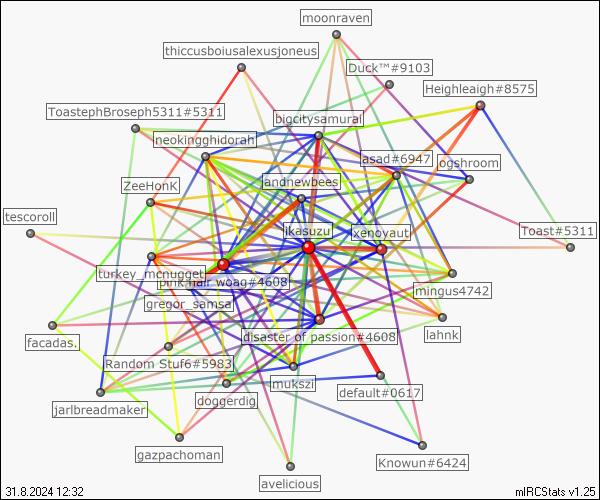 moonraven
thiccusboiusalexusjoneus
Duck™#9103
Heighleaigh#8575
ToastephBroseph5311#5311
bigcitysamurai
neokingghidorah
asad#6947
ogshroom
ZeeHonK
jandnewbees
tescoroll
ikasuzu
xenoyaut
Toast#5311
turkey_mcnugget
punk hair woag#4608
mingus4742
gregor_samsa
disaster of passion#4608
lahnk
facadas.
Random Stuf6#5983
mukszi
default#0617
jarlbreadmaker
doggerdig
gazpachoman
Knowun#6424
avelicious
31.8.2024 12:32
mIRCStats v1.25